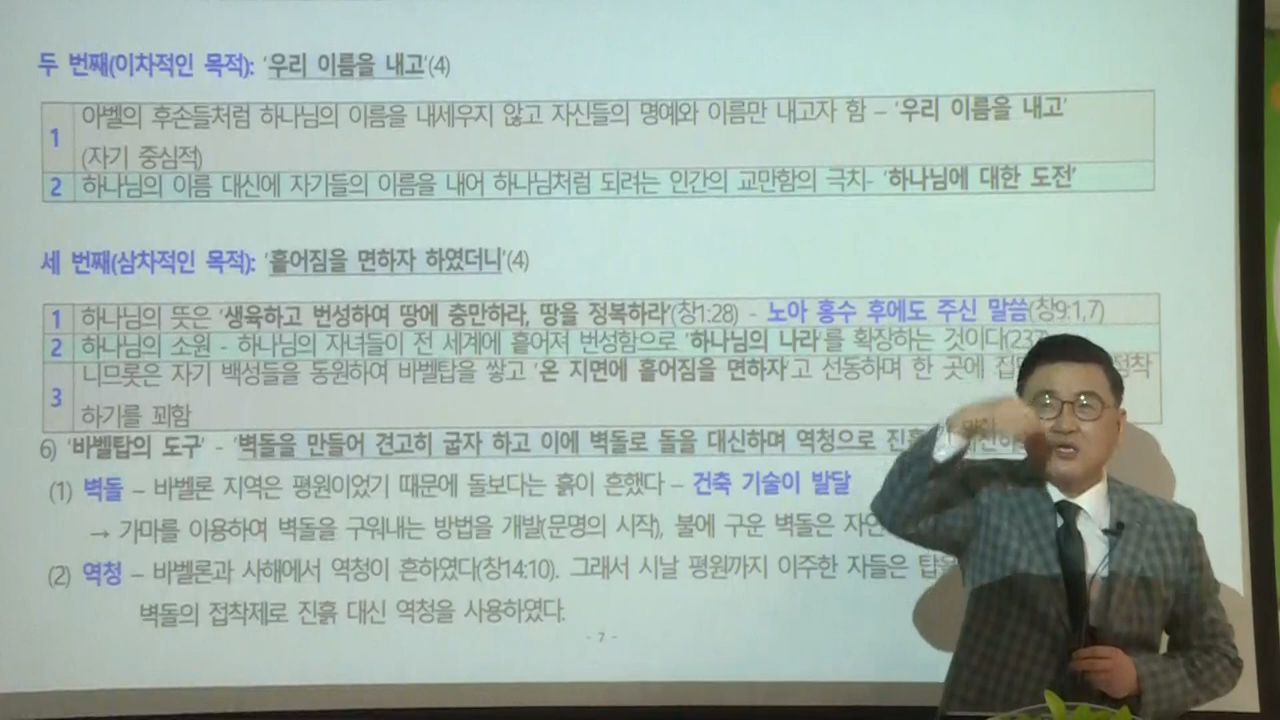 두 번째(이차적인 목적): '우리 이름을 내고'(4)
1 아벨의 후손들처럼 하나님의 이름을 내세우지 않고 자신들의 명예와 이름만 내고자 함 – '우리 이름을 내고'
(자기 중심적)
2 하나님의 이름 대신에 자기들의 이름을 내어 하나님처럼 되려는 인간의 교만함의 극치- '하나님에 대한 도전'
세 번째(삼차적인 목적): '흩어짐을 면하자 하였더니'(4)
1 하나님의 뜻은 '생육하고 번성하여 땅에 충만하라, 땅을 정복하라'(창1:28) - 노아 홍수 후에도 주신 말씀(창9:1,7)
2 하나님의 소원 - 하나님의 자녀들이 전 세계에 흩어져 번성함으로 '하나님의 나라'를 확장하는 것이다
3 니므롯은 자기 백성들을 동원하여 바벨탑을 쌓고 '온 지면에 흩어짐을 면하자'고 선동하며 한 곳에
하기를 꾀함
6) '바벨탑의 도구' - '벽돌을 만들어 견고히 굽자 하고 이에 벽돌로 돌을 대신하며 역청으로
(1) 벽돌 – 바벨론 지역은 평원이었기 때문에 돌보다는 흙이 흔했다 – 건축 기술이 발달
→ 가마를 이용하여 벽돌을 구워내는 방법을 개발(문명의 시작), 불에 구운 벽돌은
(2) 역청 – 바벨론과 사해에서 역청이 흔하였다(창14:10). 그래서 시날 평원까지 이주한 자들은
벽돌의 접착제로 진흙 대신 역청을 사용하였다.
- 7 -